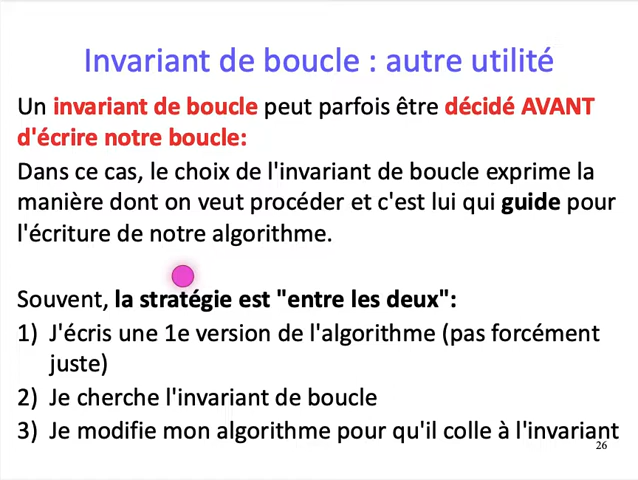 Invariant de boucle : autre utilité
Un invariant de boucle peut parfois être décidé AVANT
d'écrire notre boucle:
Dans ce cas, le choix de l'invariant de boucle exprime la
manière dont on veut procéder et c'est lui qui guide pour
l'écriture de notre algorithme.
Souvent, la stratégie est "entre les deux":
1) J'écris une 1e version de l'algorithme (pas forcément
juste)
2) Je cherche l'invariant de boucle
3) Je modifie mon algorithme pour qu'il colle à l'invariant
26